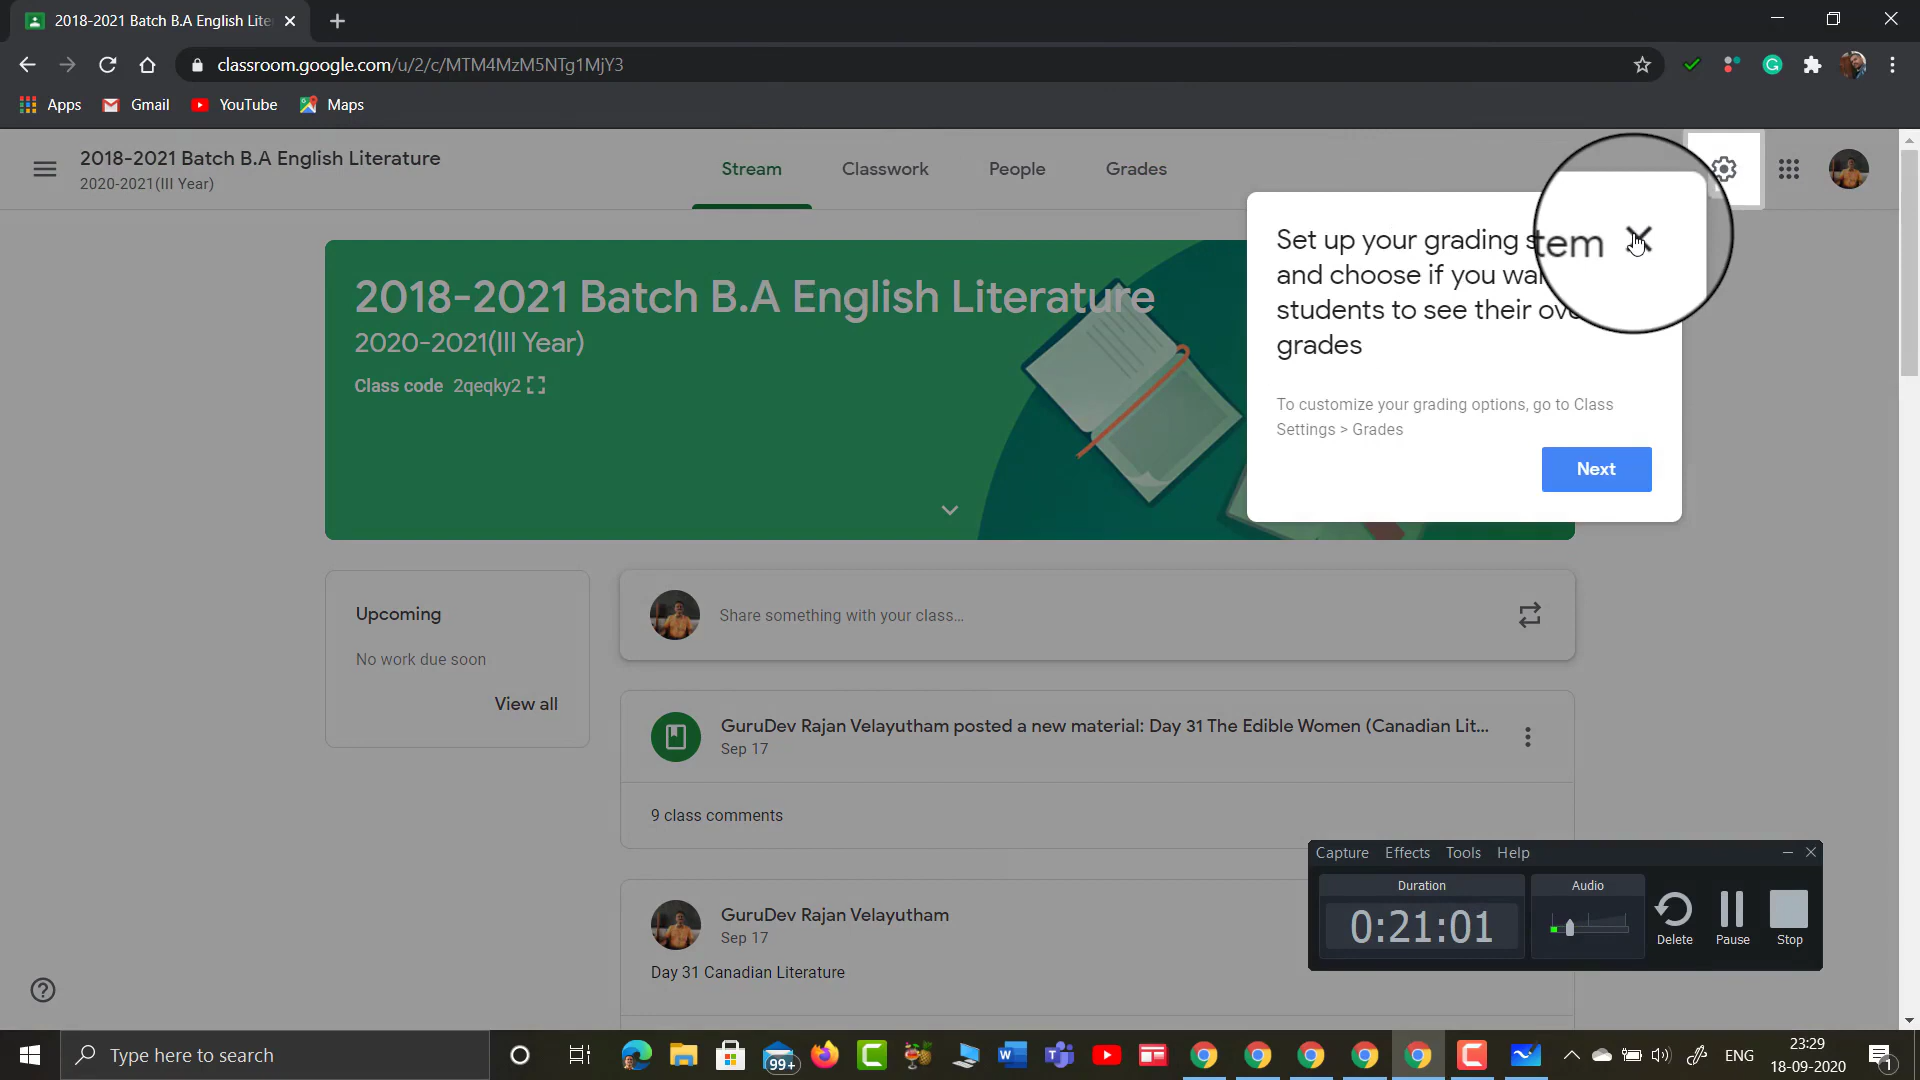 2018-2021 Batch B.A English Lite
classroom.google.com/u/2/c/MTM4MzM5NTg1MjY3
Apps
Gmail
YouTube
Maps
2018-2021 Batch B.A English Literature
2020-2021(III Year)
Stream
Classwork
People
Grades
2018-2021 Batch B.A English Literature
2020-2021(III Year)
Class code 2qeqky2
Set up your grading s tem
and choose if you wa
students to see their ov
grades
To customize your grading options, go to Class
Settings > Grades
Next
Upcoming
No work due soon
View all
Share something with your class...
GuruDev Rajan Velayutham posted a new material: Day 31 The Edible Women (Canadian Lit...
Sep 17
9 class comments
GuruDev Rajan Velayutham
Sep 17
Day 31 Canadian Literature
Capture Effects Tools Help
Duration
0:21:01
Audio
Delete
Pause
Stop
Type here to search
99+
ENG
23:29
18-09-2020
1